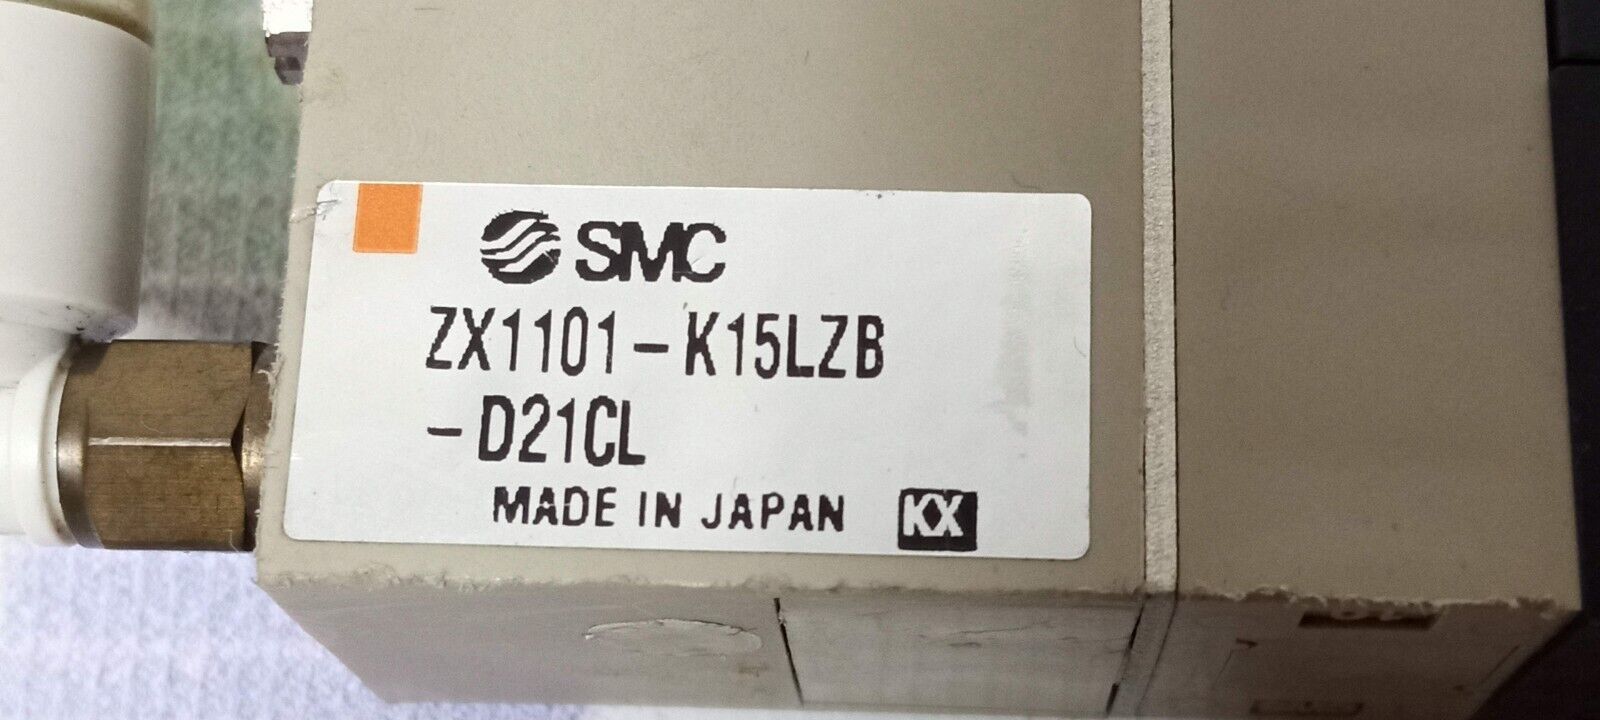 SMC
ZX1101-K15LZB
-D21CL
MADE IN JAPAN KX